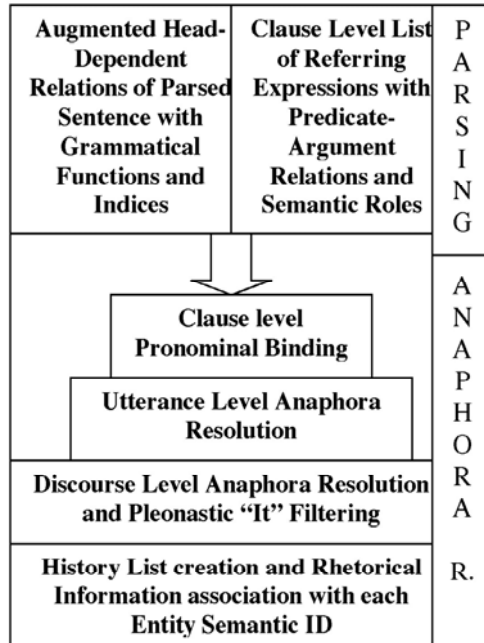 Augmented Head-
Dependent
Relations of Parsed
Sentence with
Grammatical
Functions and
Indices
Clause Level List
of Referring
Expressions with
Predicate-
Argument
Relations and
Semantic Roles
P
A
R
S
I
N
G
Clause level
Pronominal Binding
Utterance Level Anaphora
Resolution
Discourse Level Anaphora Resolution
and Pleonastic “It” Filtering
History List creation and Rhetorical
Information association with each
Entity Semantic ID
A
N
A
P
H
O
R
A
R.